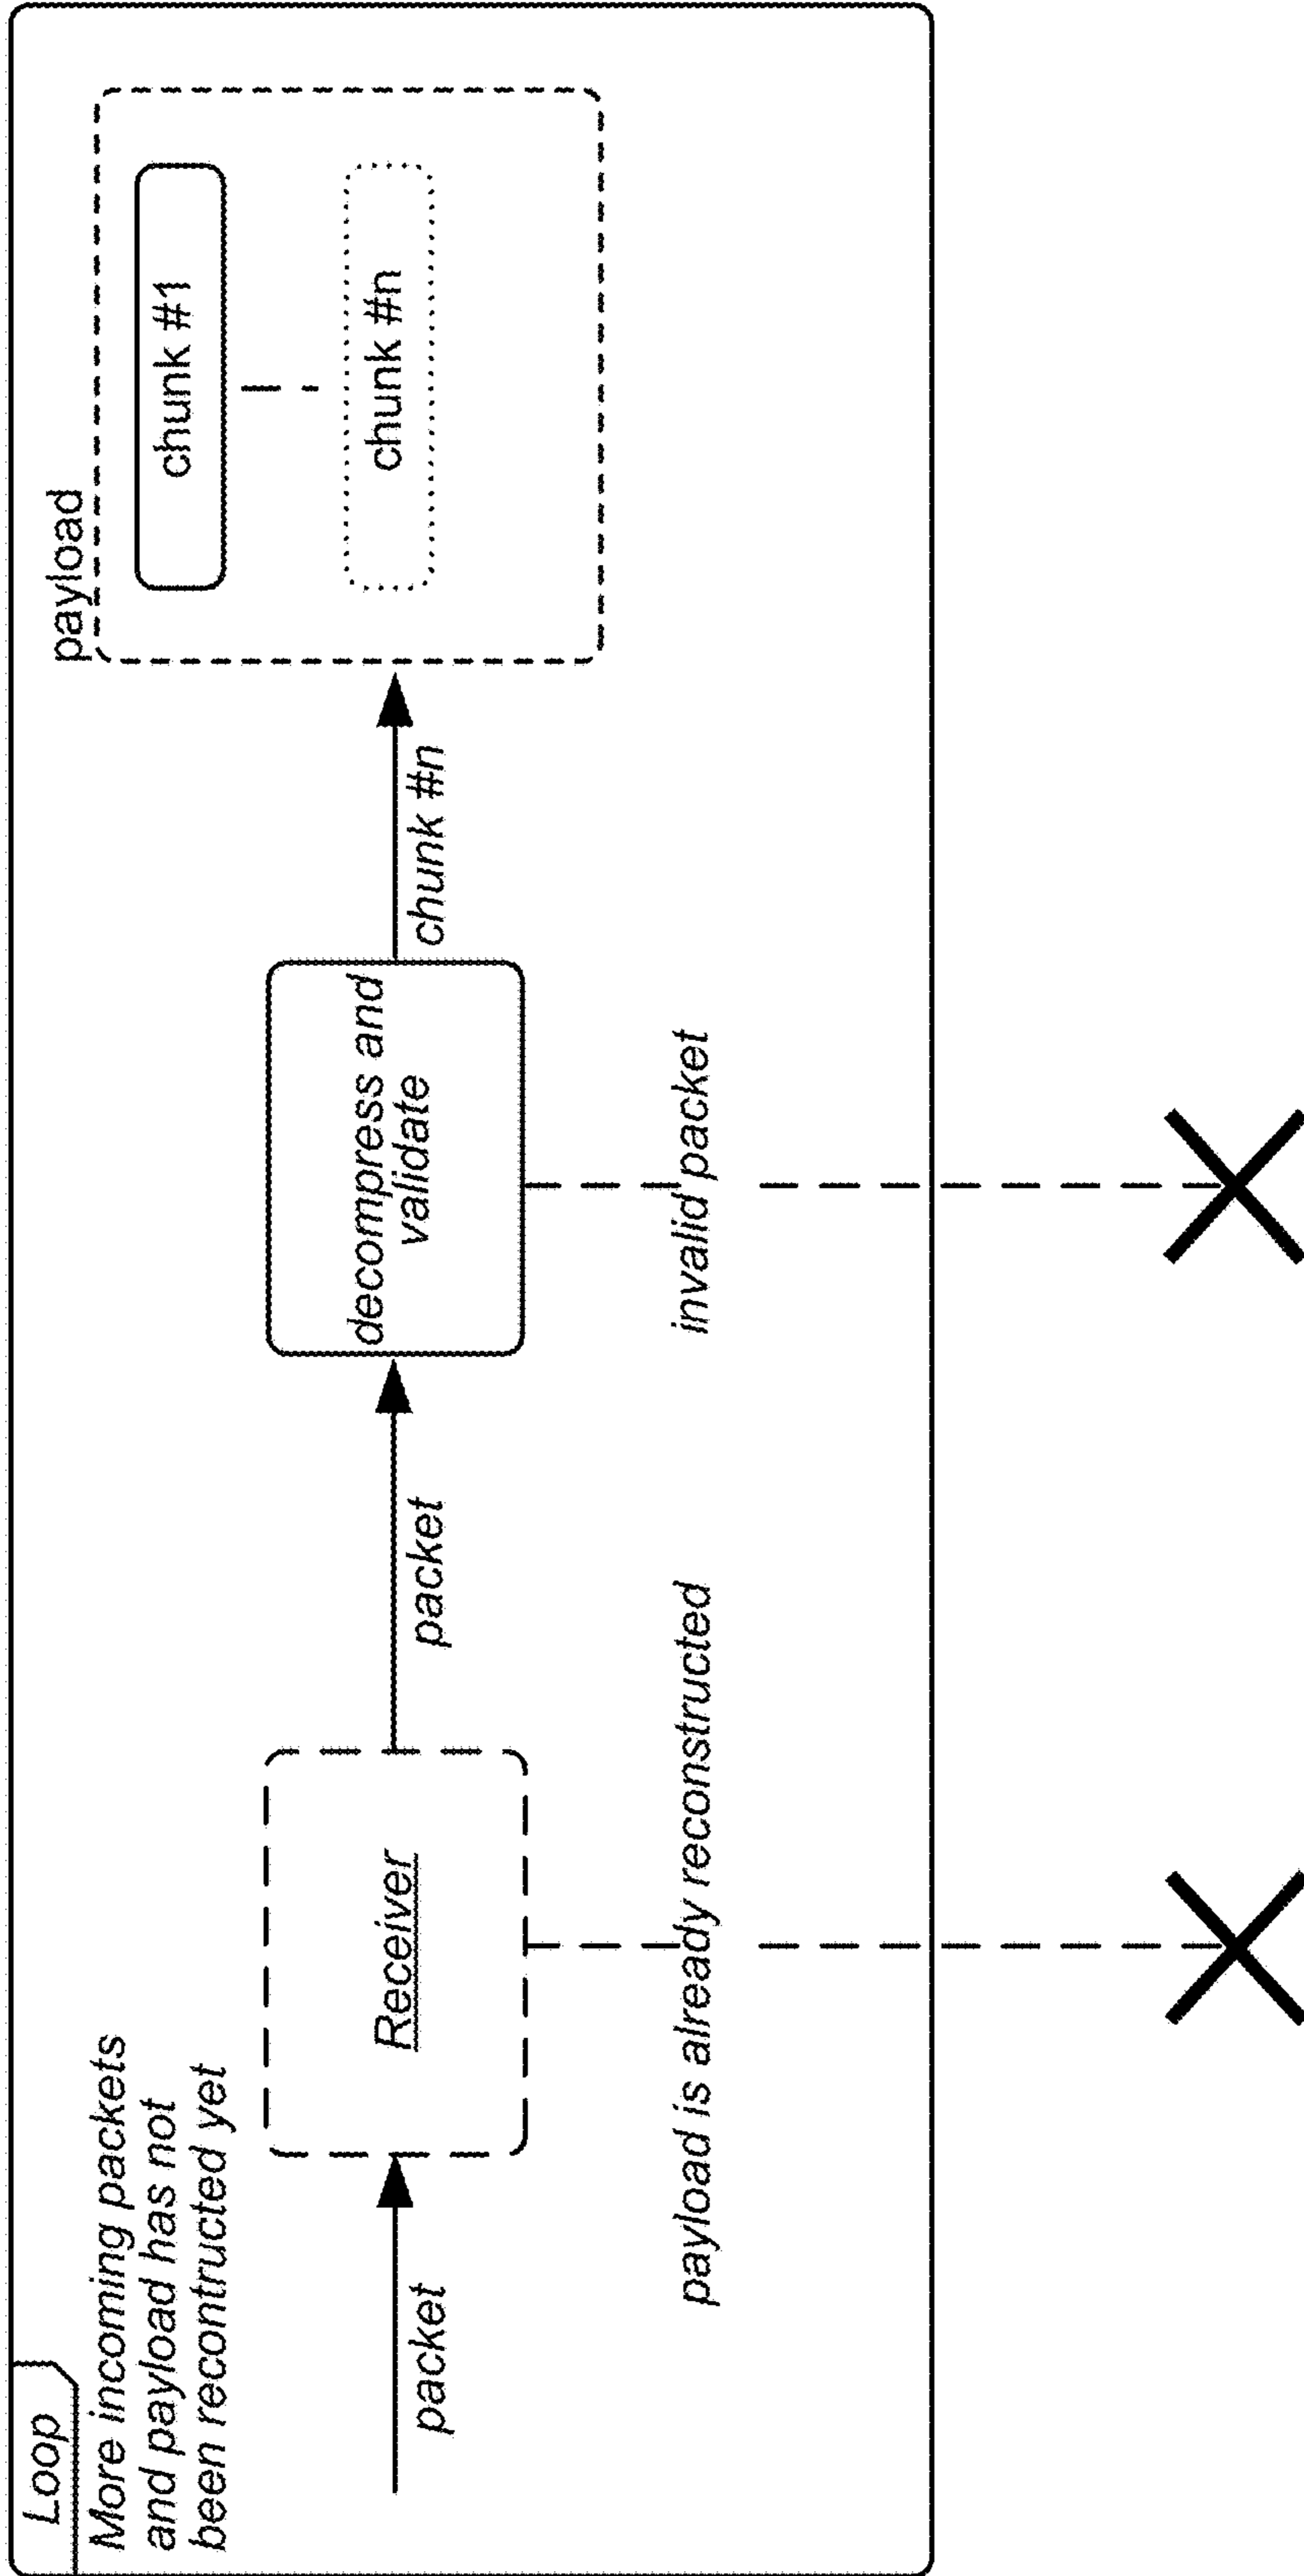 Loop
More incoming packets
and payload has not
been recontructed yet
packet
Receiver
packet
decompress and
validate
chunk #n
payload
chunk #1
chunk #n
payload is already reconstructed
invalid packet